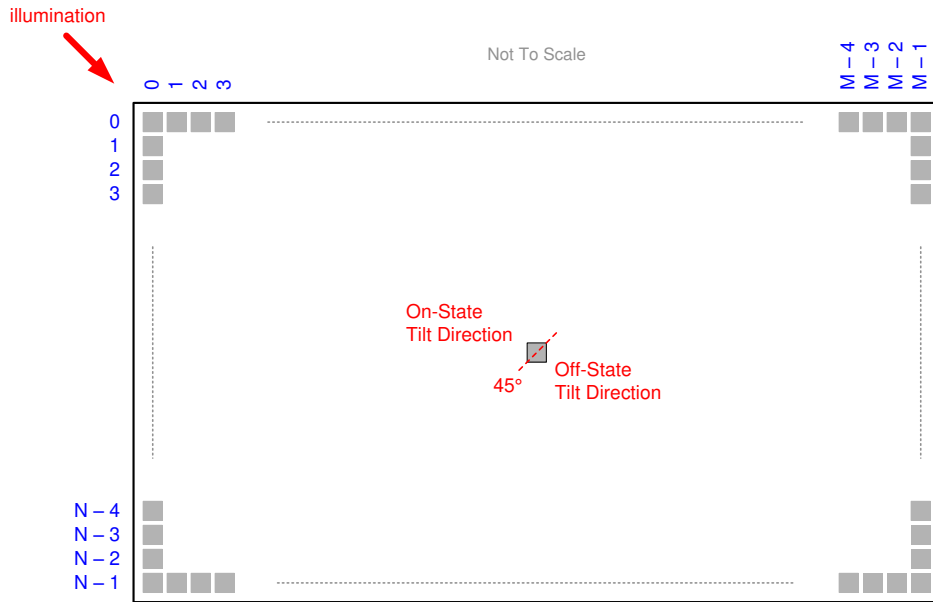 illumination
Not To Scale
0
1
2
3
M – 4
M – 3
M – 2
M – 1
0
1
2
3
On-State
Tilt Direction
Off-State
Tilt Direction
45°
N – 4
N – 3
N – 2
N – 1